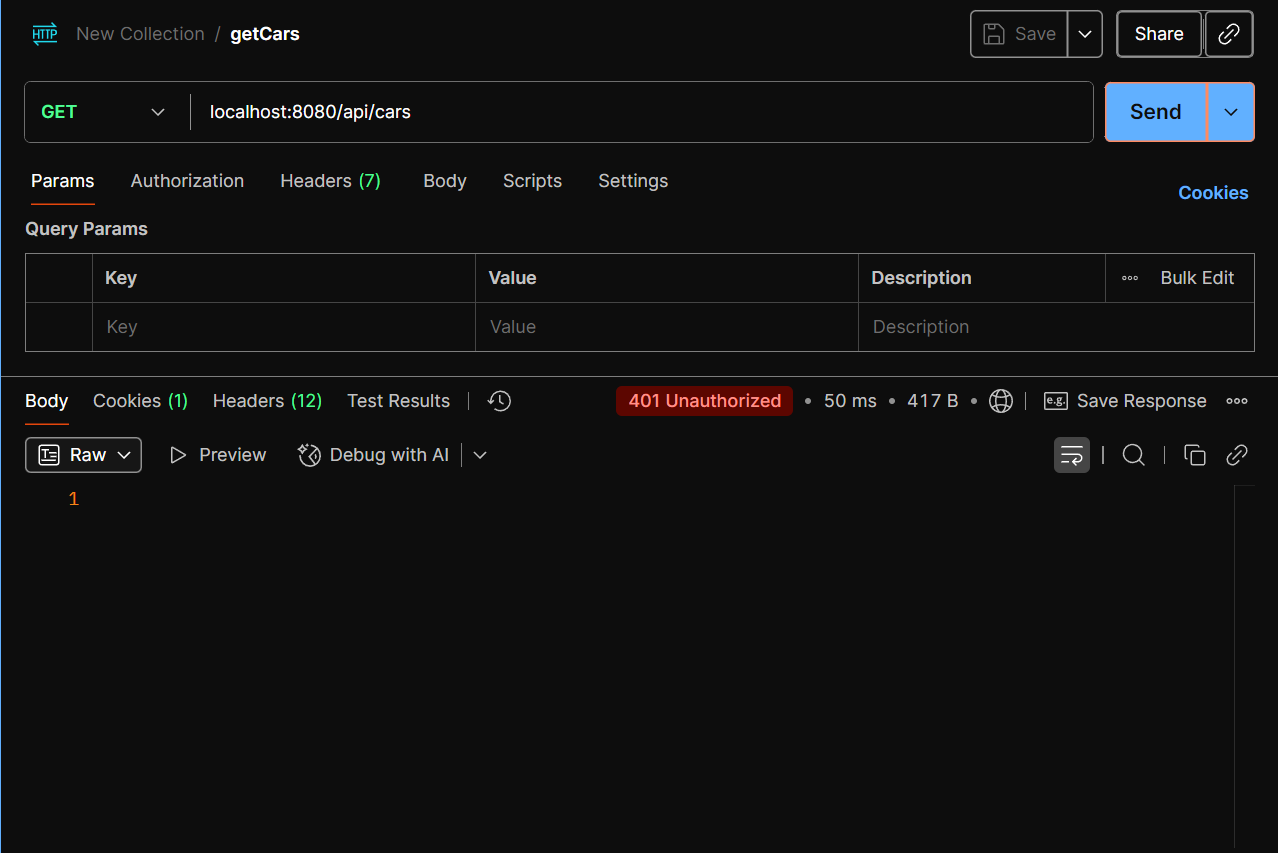 HTTP New Collection / getCars Save Share
GET localhost:8080/api/cars Send
Params Authorization Headers (7) Body Scripts Settings Cookies
Query Params
Key Value Description Bulk Edit
Key Value Description
Body Cookies (1) Headers (12) Test Results 401 Unauthorized • 50 ms • 417 B • e.g. Save Response
Raw Preview Debug with AI
1